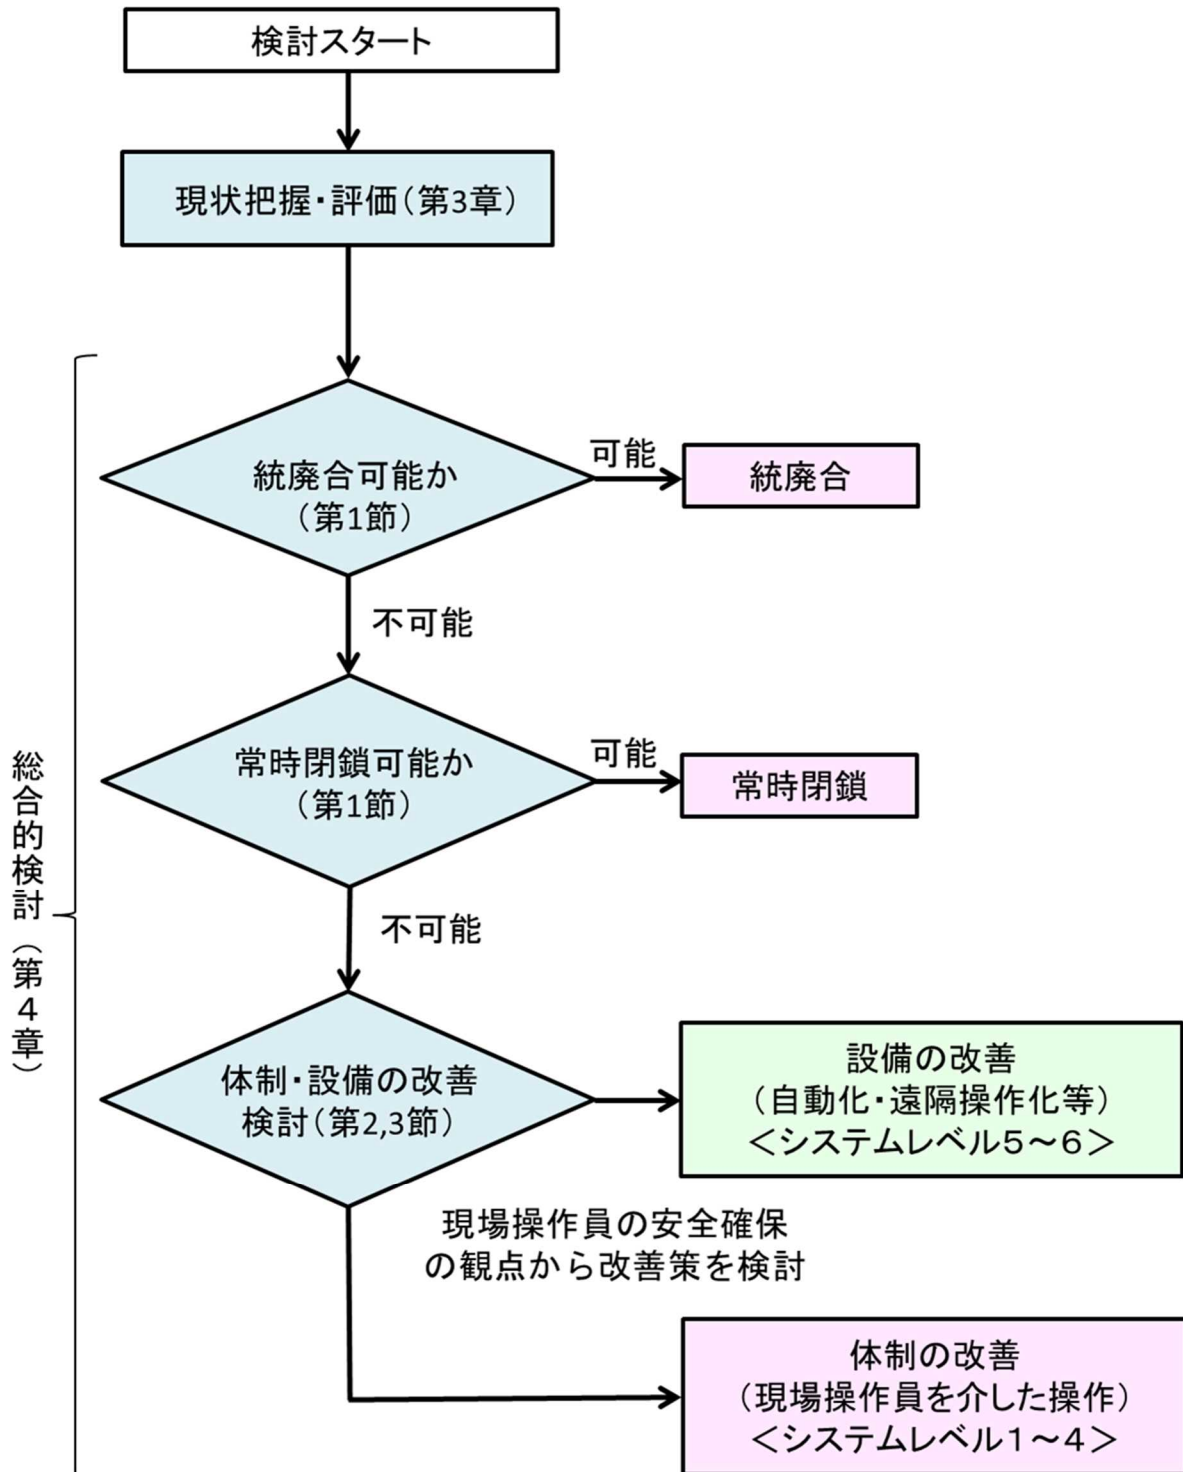 検討スタート
現状把握・評価(第3章)
統廃合可能か
(第1節)
可能
統廃合
不可能
常時閉鎖可能か
(第1節)
可能
常時閉鎖
不可能
総合的検討(第4章)
体制・設備の改善
検討(第2,3節)
設備の改善
(自動化・遠隔操作化等)
<システムレベル5~6>
現場操作員の安全確保
の観点から改善策を検討
体制の改善
(現場操作員を介した操作)
<システムレベル1~4>